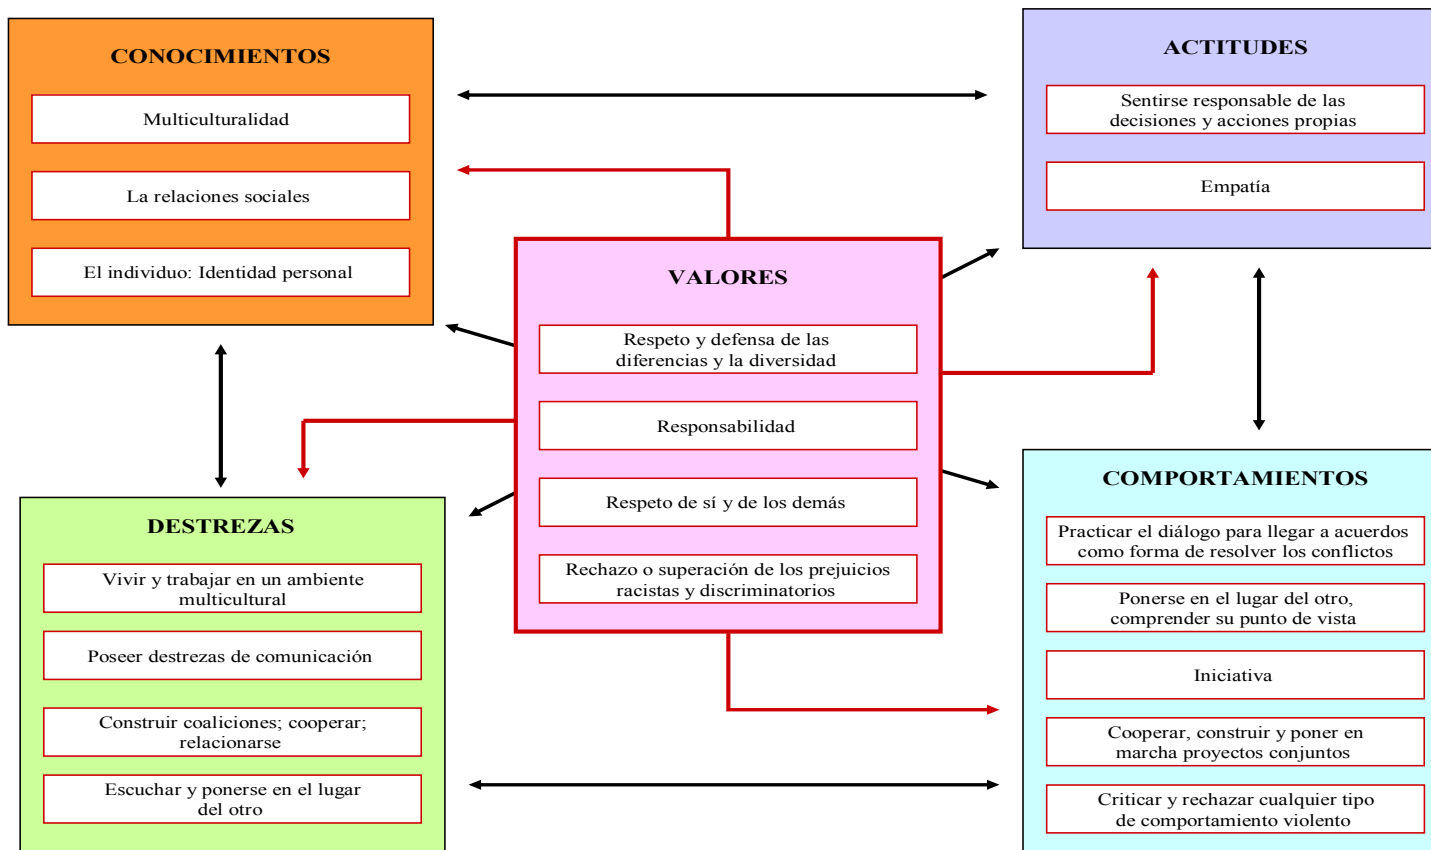 CONOCIMIENTOS
Multiculturalidad
La relaciones sociales
El individuo: Identidad personal
ACTITUDES
Sentirse responsable de las
decisiones y acciones propias
Empatía
VALORES
Respeto y defensa de las
diferencias y la diversidad
Responsabilidad
Respeto de sí y de los demás
Rechazo o superación de los prejuicios
racistas y discriminatorios
DESTREZAS
Vivir y trabajar en un ambiente
multicultural
Poseer destrezas de comunicación
Construir coaliciones; cooperar;
relacionarse
Escuchar y ponerse en el lugar
del otro
COMPORTAMIENTOS
Practicar el diálogo para llegar a acuerdos
como forma de resolver los conflictos
Ponerse en el lugar del otro,
comprender su punto de vista
Iniciativa
Cooperar, construir y poner en
marcha proyectos conjuntos
Criticar y rechazar cualquier tipo
de comportamiento violento